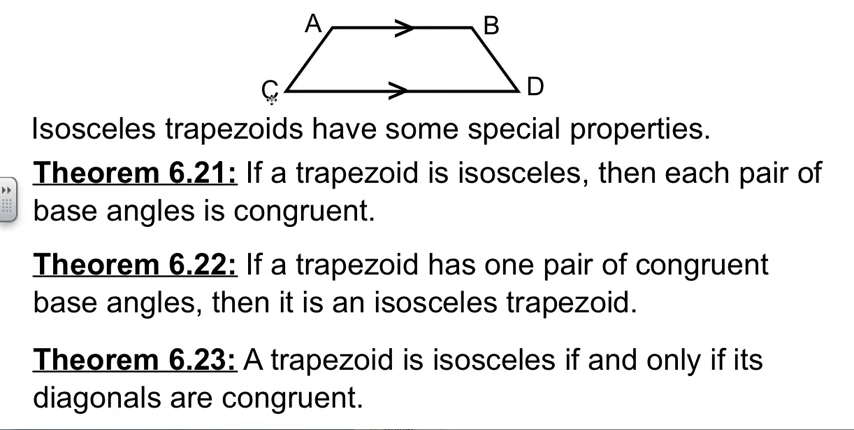 A B
C D
Isosceles trapezoids have some special properties.
Theorem 6.21: If a trapezoid is isosceles, then each pair of
base angles is congruent.
Theorem 6.22: If a trapezoid has one pair of congruent
base angles, then it is an isosceles trapezoid.
Theorem 6.23: A trapezoid is isosceles if and only if its
diagonals are congruent.